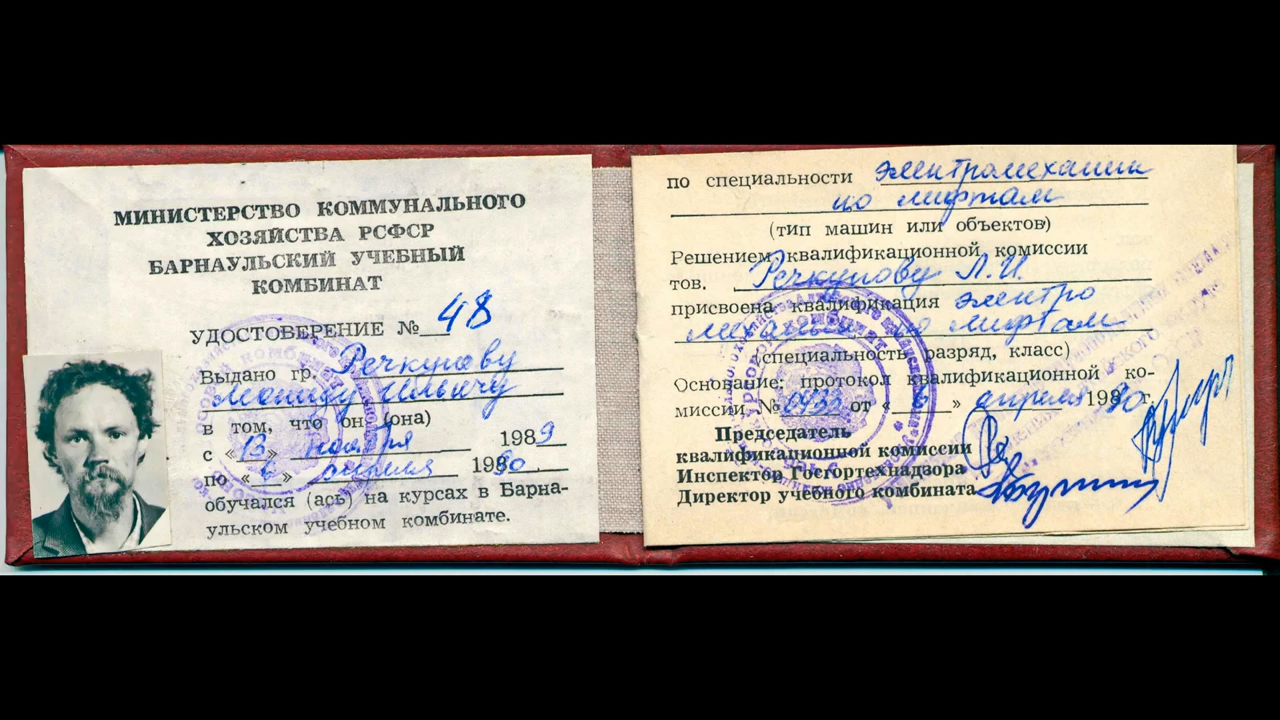 МИНИСТЕРСТВО КОММУНАЛЬНОГО
ХОЗЯЙСТВА РСФСР
БАРНАУЛЬСКИЙ УЧЕБНЫЙ
КОМБИНАТ
УДОСТОВЕРЕНИЕ № 48
Выдано гр. Речкунову
Леониду Ильичу
в том, что он (она)
с «13» ноября 1989
по «6» апреля 1990
обучался (ась) на курсах в Барна-
ульском учебном комбинате.
по специальности электромеханик
по лифтам
(тип машин или объектов)
Решением квалификационной комиссии
тов. Речкунову Л.И.
присвоена квалификация электро
механик по лифтам
(специальность разряд, класс)
Основание: протокол квалификационной ко-
миссии № от «6» апреля 1990 г.
Председатель
квалификационной комиссии
Инспектор Госгортехнадзора
Директор учебного комбината